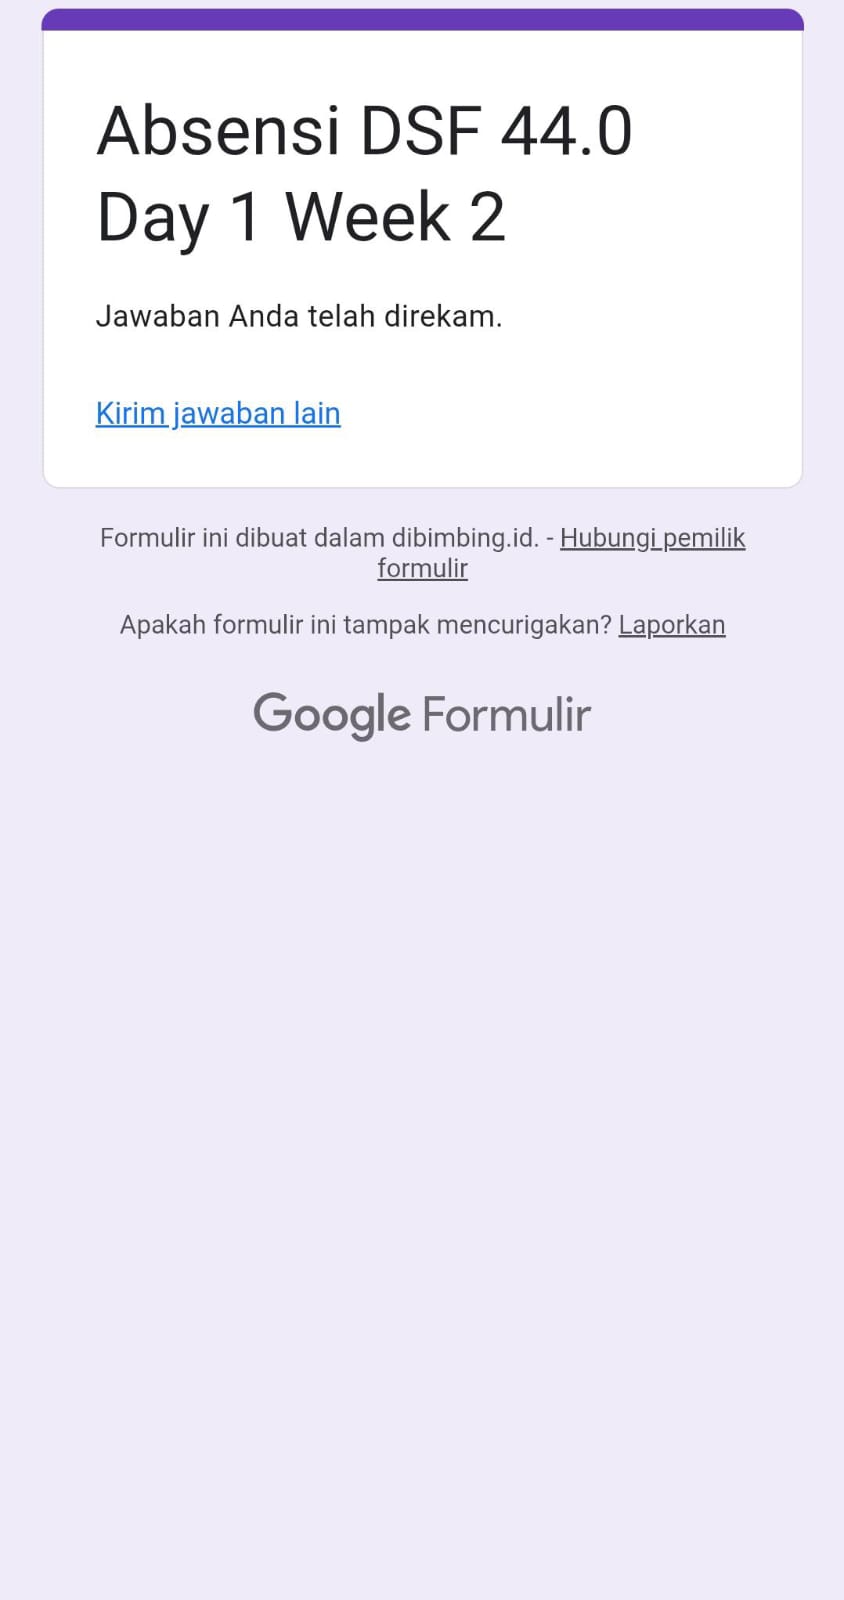 Absensi DSF 44.0
Day 1 Week 2
Jawaban Anda telah direkam.
Kirim jawaban lain
Formulir ini dibuat dalam dibimbing.id. - Hubungi pemilik
formulir
Apakah formulir ini tampak mencurigakan? Laporkan
Google Formulir